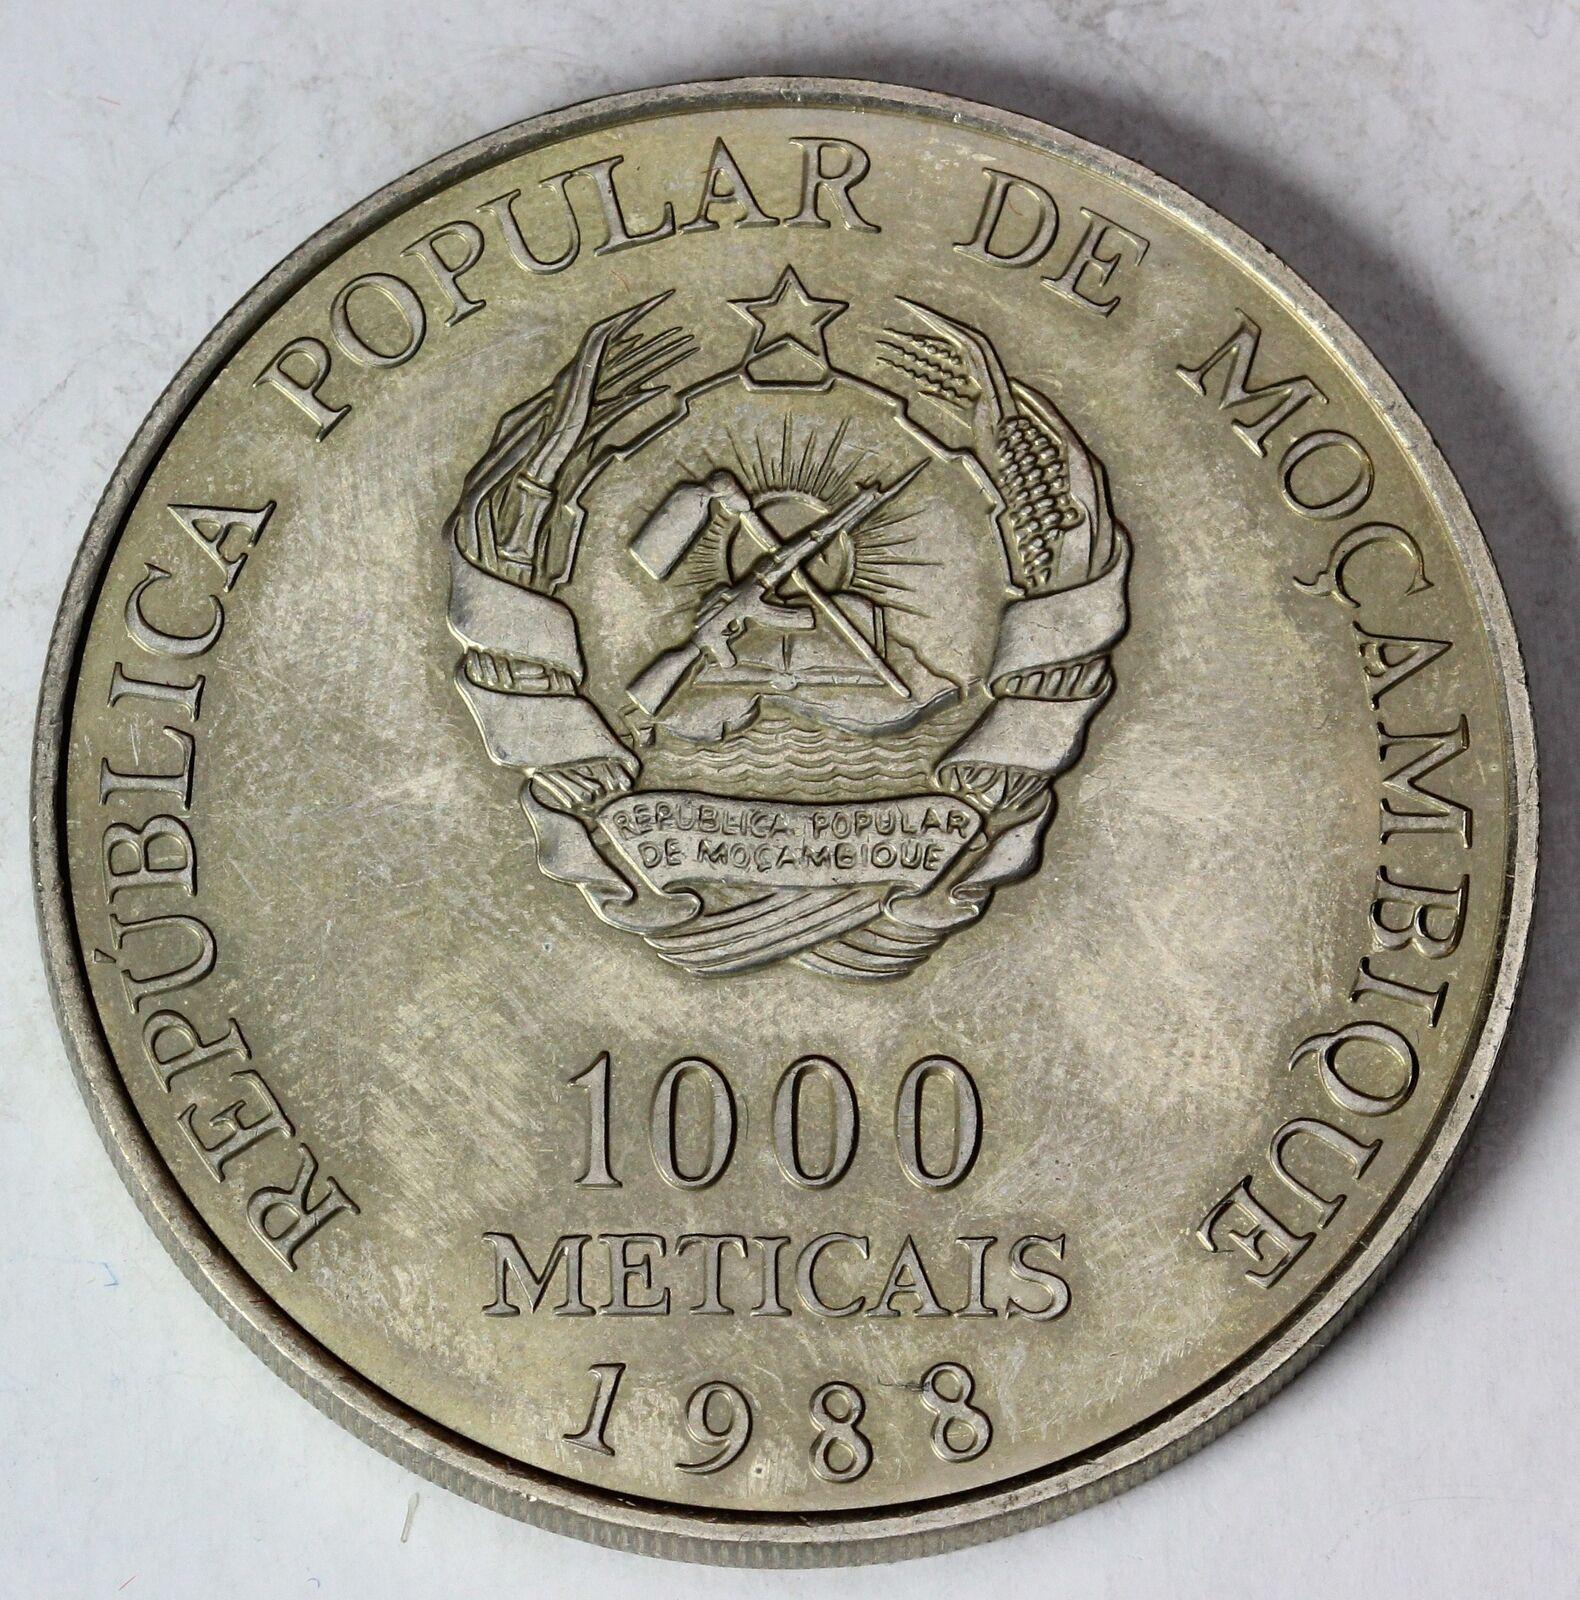 REPÚBLICA POPULAR DE MOÇAMBIQUE
REPÚBLICA POPULAR
DE MOÇAMBIQUE
1000
METICAIS
1988